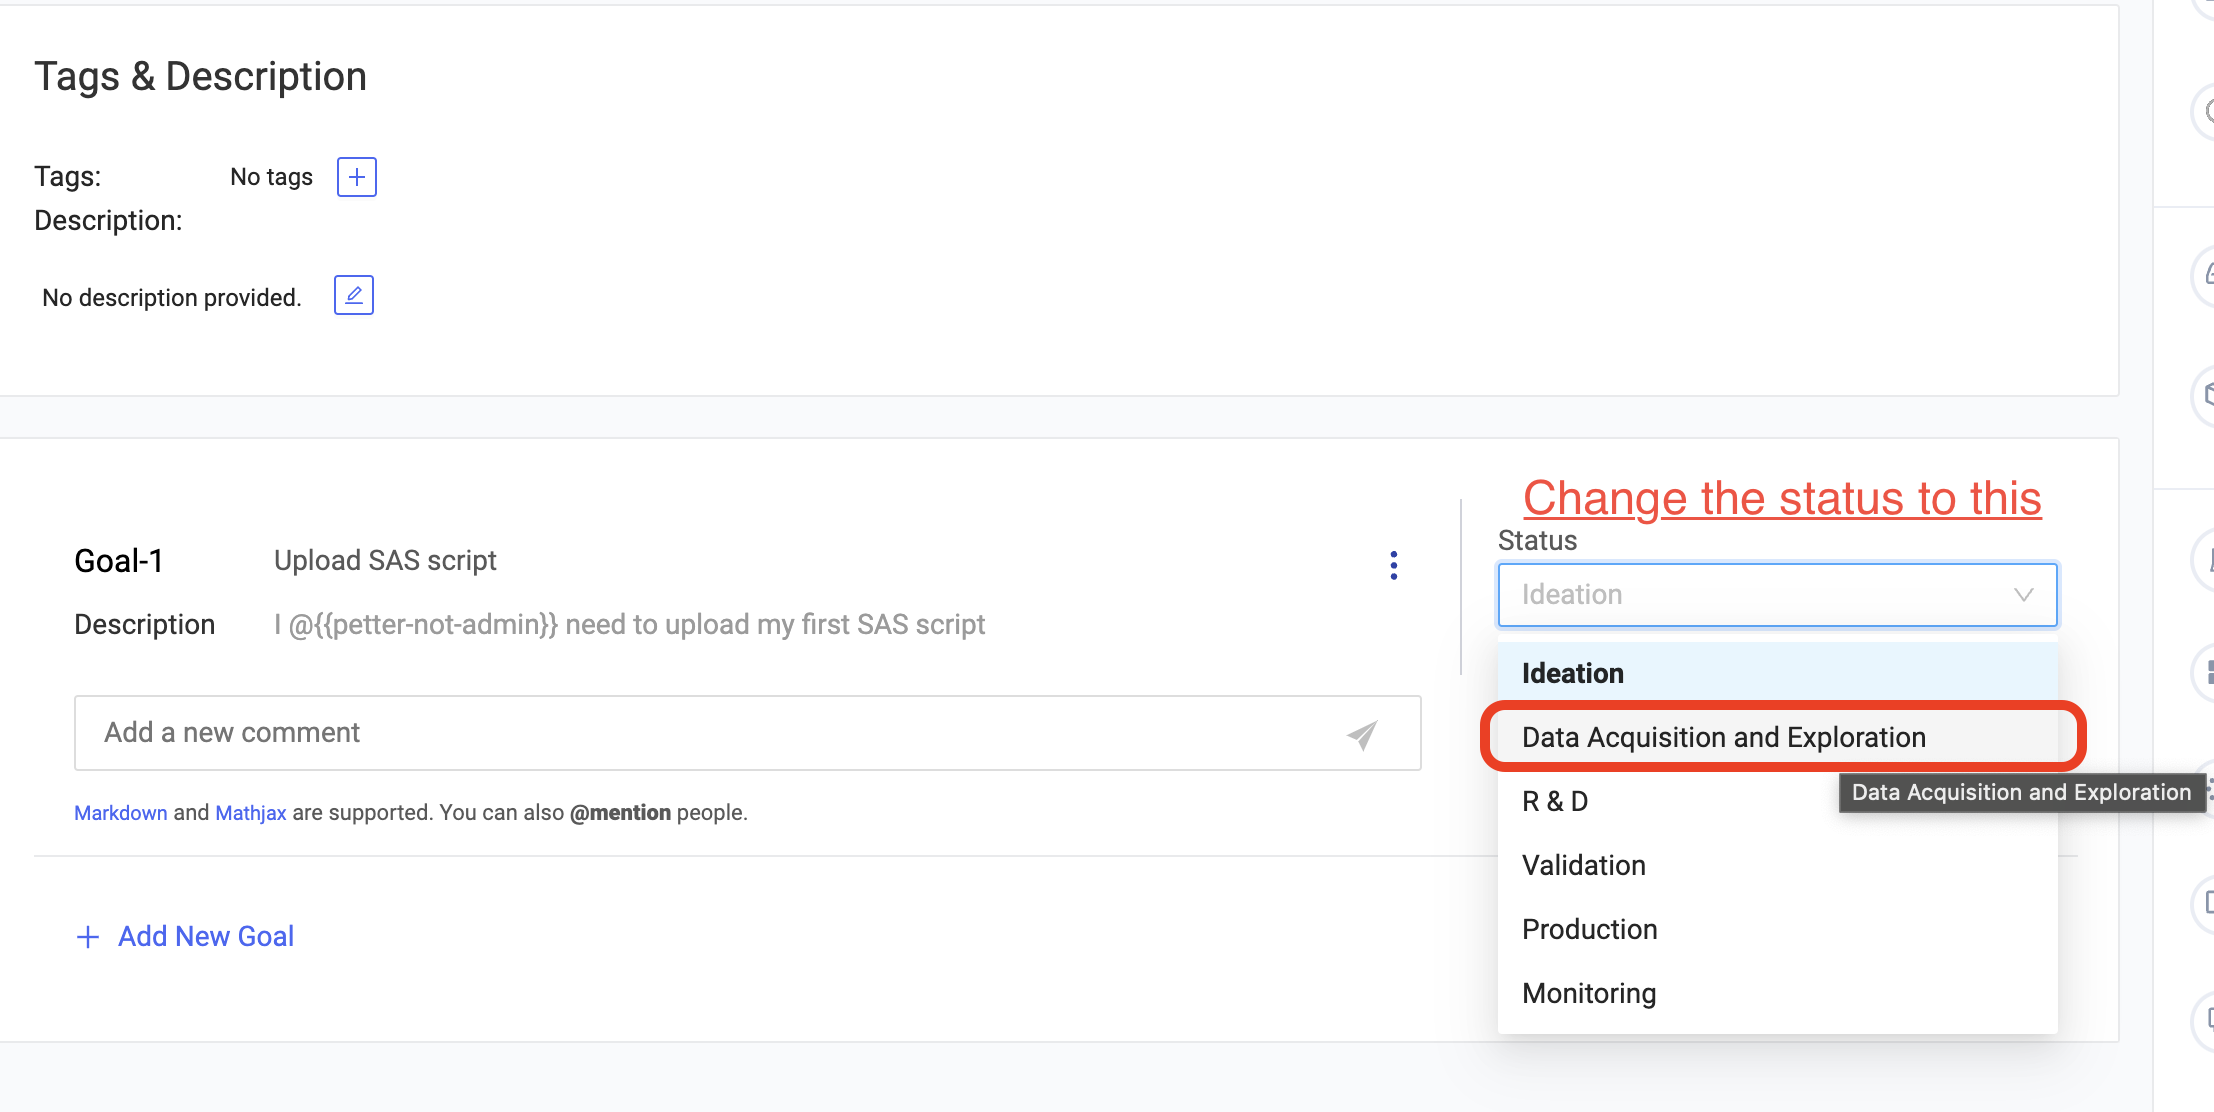 Tags & Description
Tags: No tags
Description:
No description provided.
Change the status to this
Status
Goal-1 Upload SAS script
Ideation
Description I @{{petter-not-admin}} need to upload my first SAS script
Ideation
Add a new comment
Data Acquisition and Exploration
Data Acquisition and Exploration
R & D
Markdown and Mathjax are supported. You can also @mention people.
Validation
Production
+ Add New Goal
Monitoring